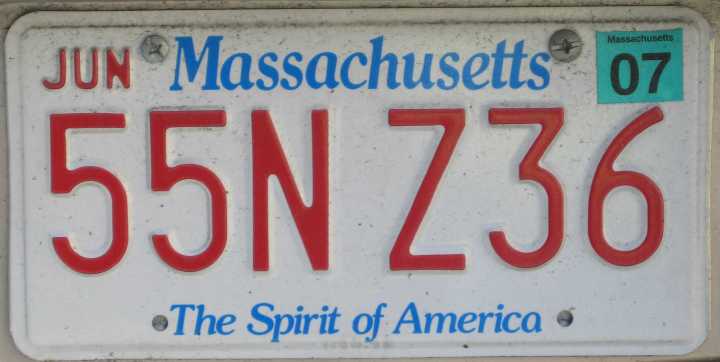 JUN Massachusetts
Massachusetts
07
55N Z36
The Spirit of America